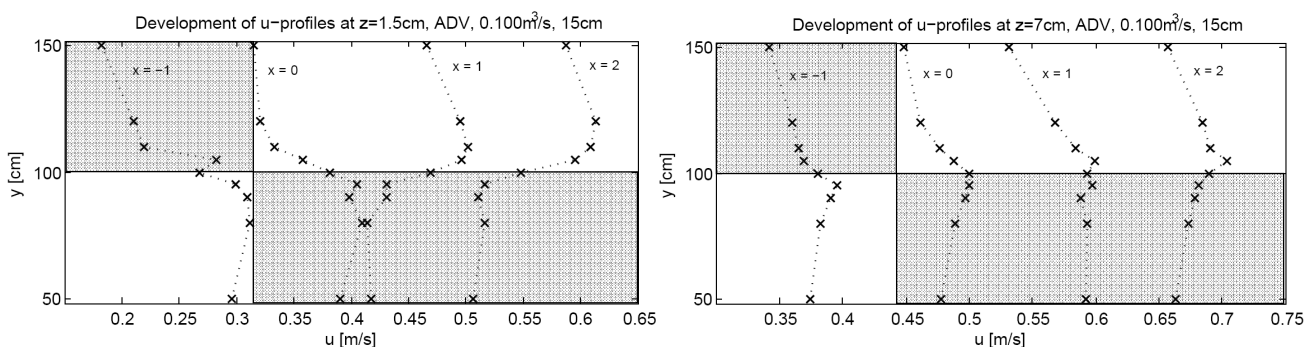 Development of u−profiles at z=1.5cm, ADV, 0.100m³/s, 15cm
150
100
50
y [cm]
x = −1
x = 0
x = 1
x = 2
0.2
0.25
0.3
0.35
0.4
0.45
0.5
0.55
0.6
0.65
u [m/s]
Development of u−profiles at z=7cm, ADV, 0.100m³/s, 15cm
150
100
50
y [cm]
x = −1
x = 0
x = 1
x = 2
0.3
0.35
0.4
0.45
0.5
0.55
0.6
0.65
0.7
0.75
u [m/s]